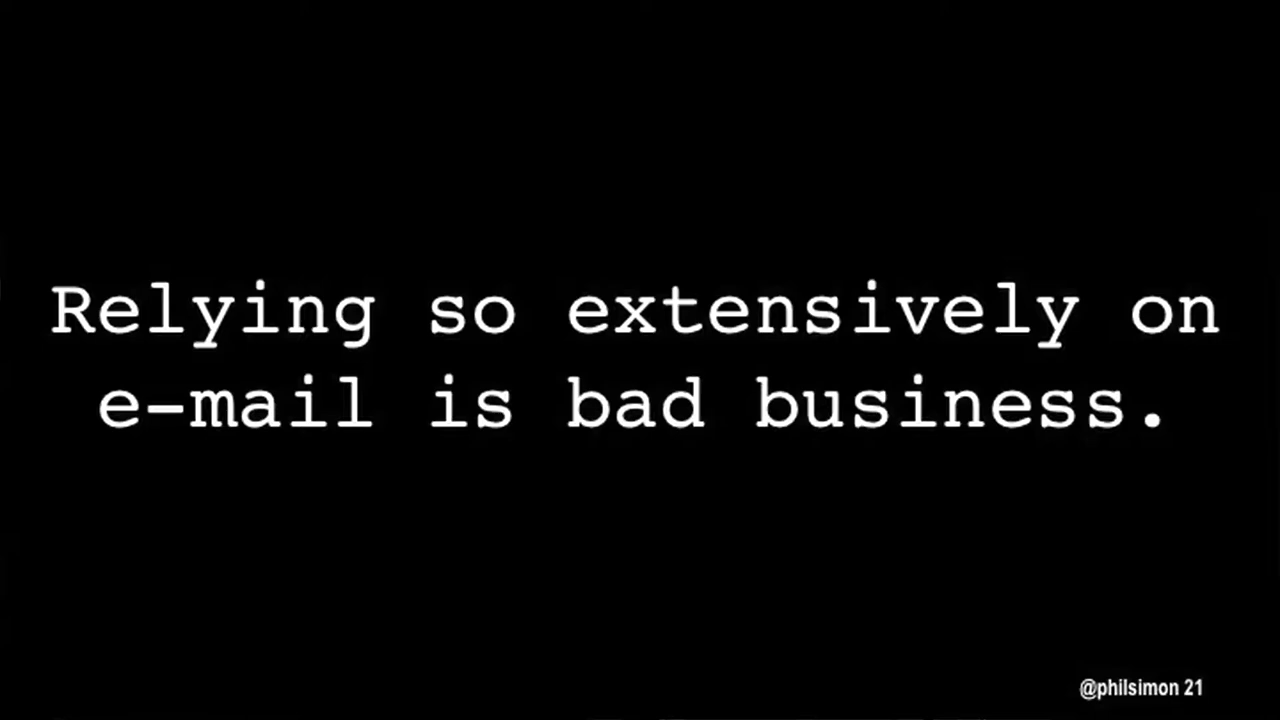 Relying so extensively on
e-mail is bad business.
@philsimon 21